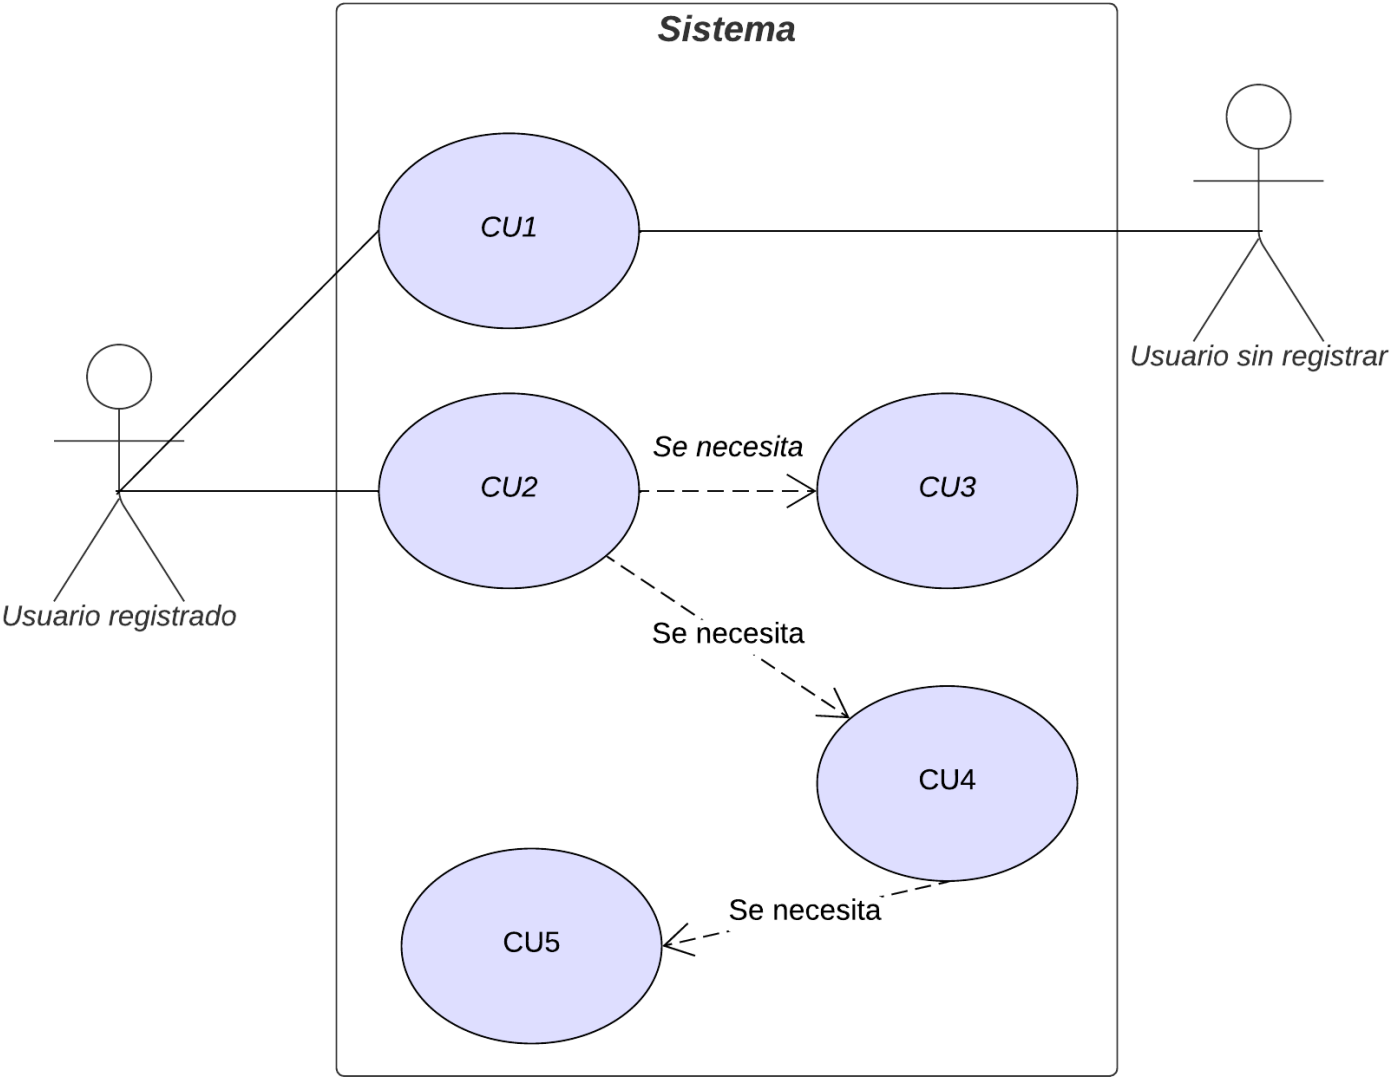 Sistema
CU1
Usuario sin registrar
Se necesita
CU2
CU3
Usuario registrado
Se necesita
CU4
Se necesita
CU5